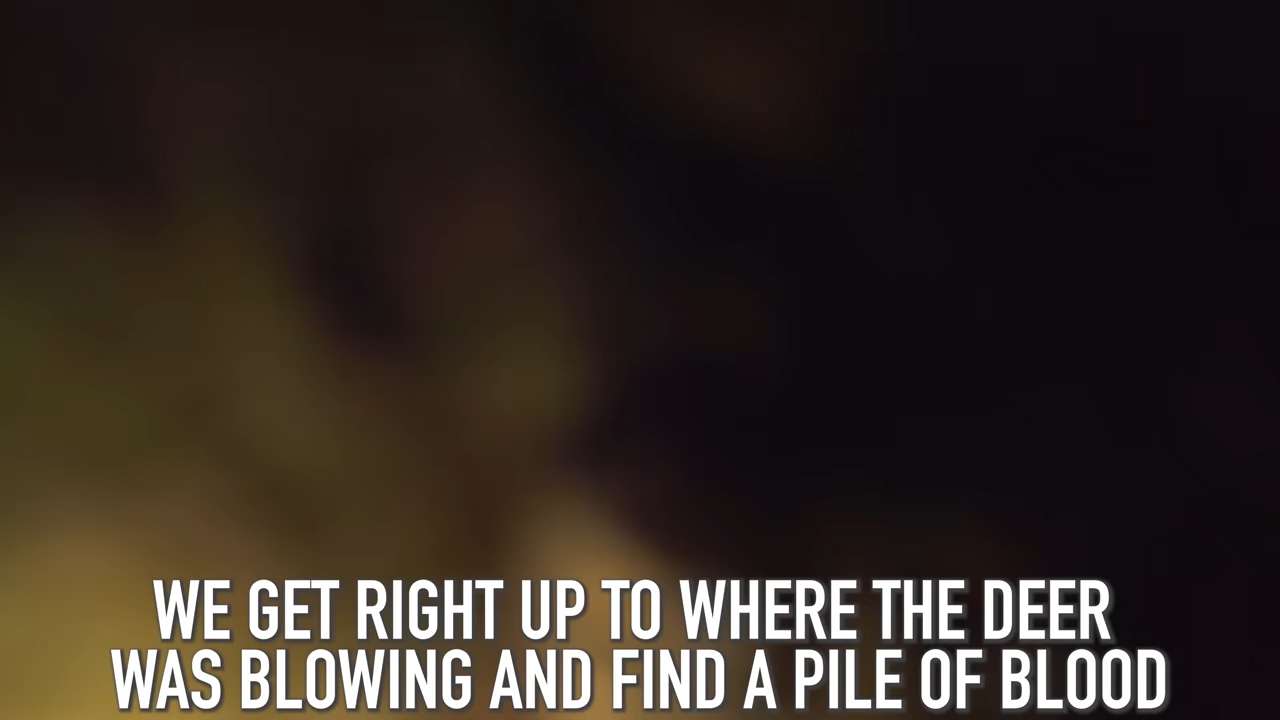 WE GET RIGHT UP TO WHERE THE DEER
WAS BLOWING AND FIND A PILE OF BLOOD